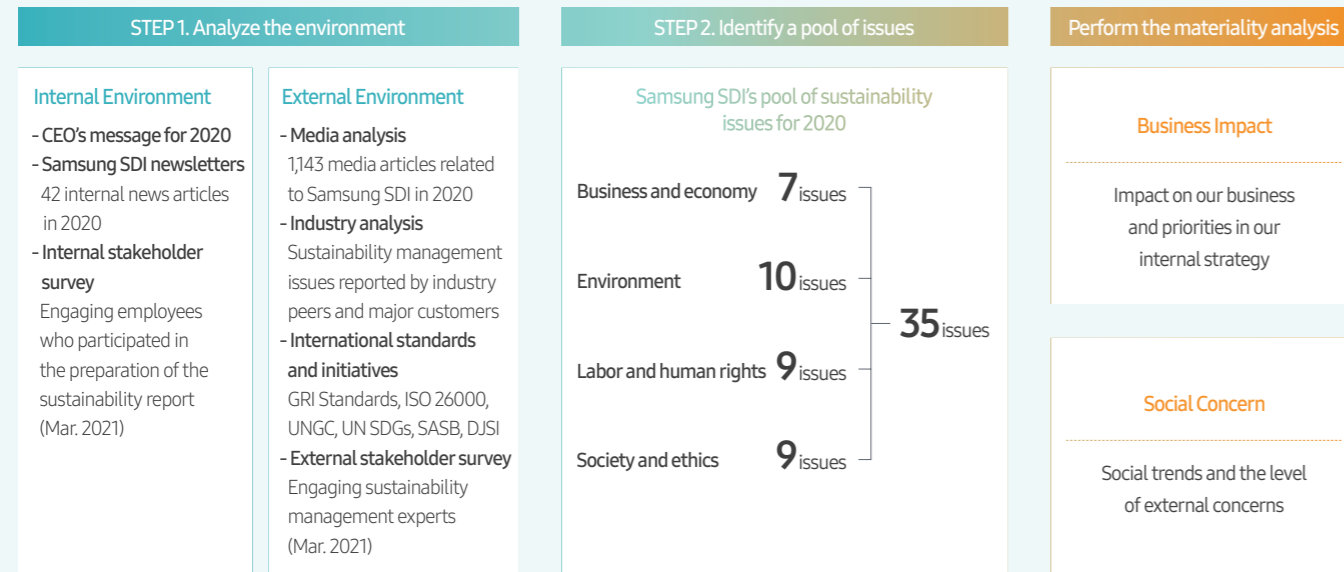 STEP 1. Analyze the environment
Internal Environment
- CEO's message for 2020
- Samsung SDI newsletters
42 internal news articles
in 2020
- Internal stakeholder
survey
Engaging employees
who participated in
the preparation of the
sustainability report
(Mar. 2021)
External Environment
- Media analysis
1,143 media articles related
to Samsung SDI in 2020
- Industry analysis
Sustainability management
issues reported by industry
peers and major customers
- International standards
and initiatives
GRI Standards, ISO 26000,
UNGC, UN SDGs, SASB, DJSI
- External stakeholder survey
Engaging sustainability
management experts
(Mar. 2021)
STEP 2. Identify a pool of issues
Samsung SDI's pool of sustainability
issues for 2020
Business and economy 7 issues
Environment 10 issues
35 issues
Labor and human rights 9 issues
Society and ethics 9 issues
Perform the materiality analysis
Business Impact
Impact on our business
and priorities in our
internal strategy
Social Concern
Social trends and the level
of external concerns